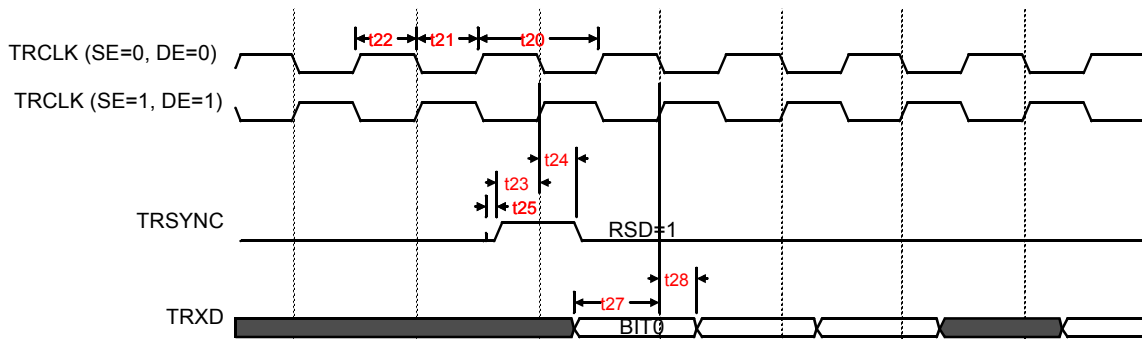 t22 t21 t20
TRCLK (SE=0, DE=0)
TRCLK (SE=1, DE=1)
t24
t23
t25
TRSYNC
RSD=1
t28
t27
TRXD
BIT0